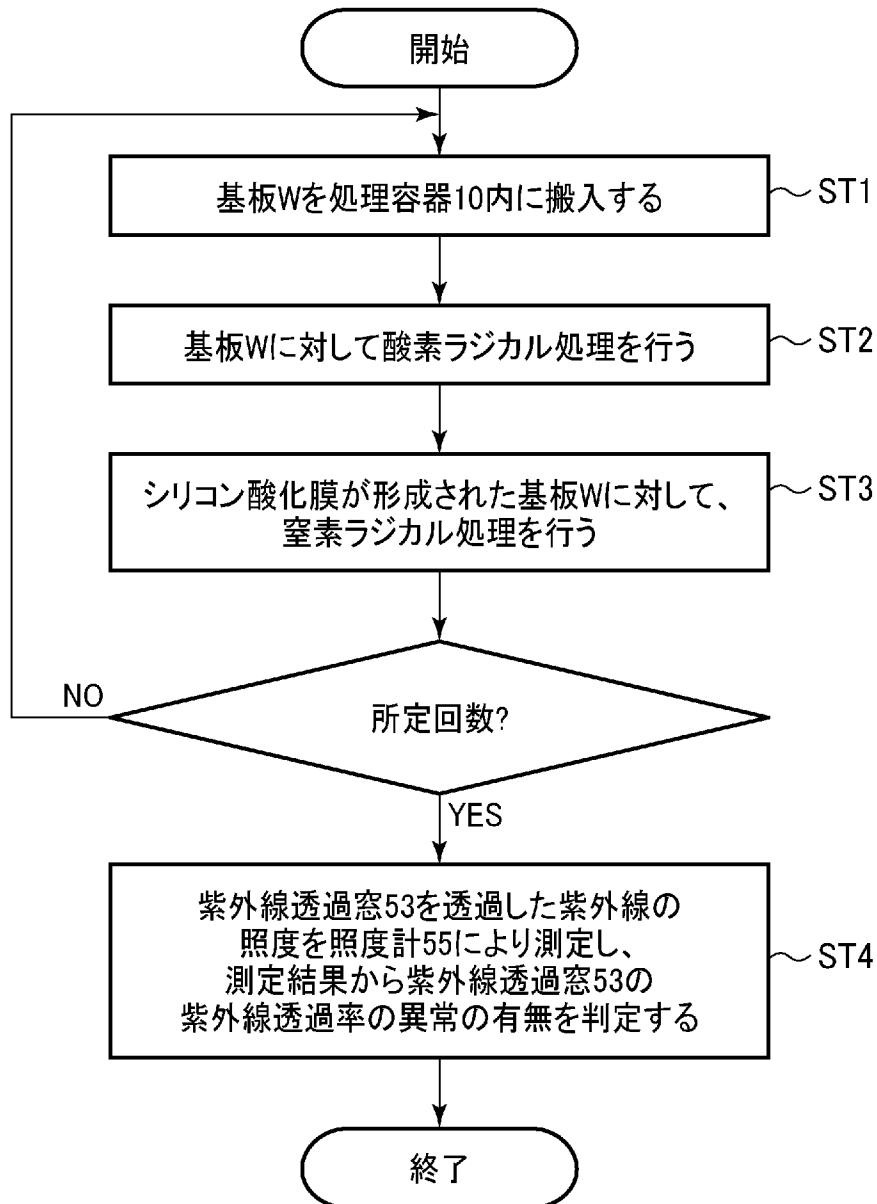 開始
基板Wを処理容器10内に搬入する
ST1
基板Wに対して酸素ラジカル処理を行う
ST2
シリコン酸化膜が形成された基板Wに対して、
窒素ラジカル処理を行う
ST3
所定回数?
NO
YES
紫外線透過窓53を透過した紫外線の
照度を照度計55により測定し、
測定結果から紫外線透過窓53の
紫外線透過率の異常の有無を判定する
ST4
終了